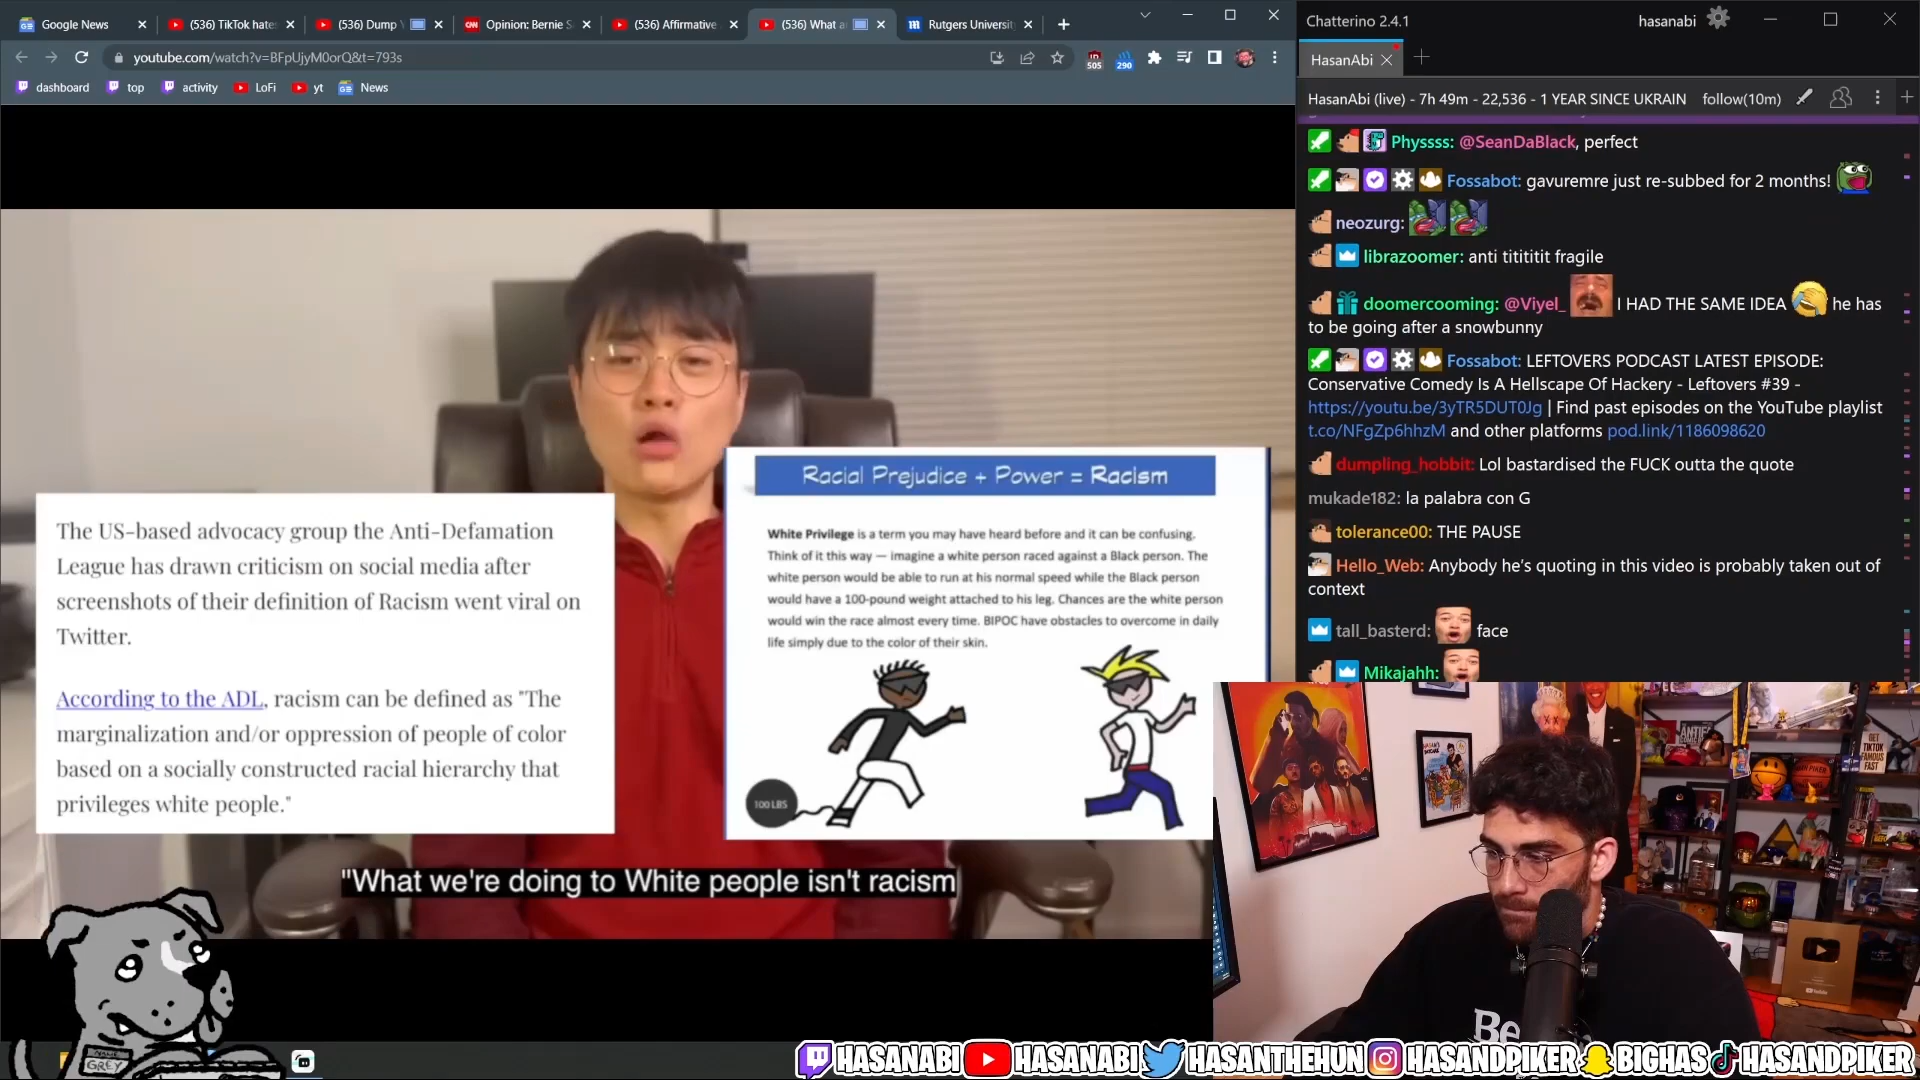 Google News
(536) TikTok hate
(536) Dump
Opinion: Bernie S
(536) Affirmative
(536) What a
Rutgers University
youtube.com/watch?v=BFpUjyM0orQ&t=793s
505
290
dashboard
top
activity
LoFi
yt
News
Racial Prejudice + Power = Racism
White Privilege is a term you may have heard before and it can be confusing.
Think of it this way — imagine a white person raced against a Black person. The
white person would be able to run at his normal speed while the Black person
would have a 100-pound weight attached to his leg. Chances are the white person
would win the race almost every time. BIPOC have obstacles to overcome in daily
life simply due to the color of their skin.
100 LBS
The US-based advocacy group the Anti-Defamation
League has drawn criticism on social media after
screenshots of their definition of Racism went viral on
Twitter.
According to the ADL, racism can be defined as "The
marginalization and/or oppression of people of color
based on a socially constructed racial hierarchy that
privileges white people."
"What we're doing to White people isn't racism
NAME
GREY
Chatterino 2.4.1
hasanabi
HasanAbi
HasanAbi (live) - 7h 49m - 22,536 - 1 YEAR SINCE UKRAIN
follow(10m)
Physsss: @SeanDaBlack, perfect
Fossabot: gavuremre just re-subbed for 2 months!
neozurg:
librazoomer: anti titititit fragile
doomercooming: @Viyel_ I HAD THE SAME IDEA he has
to be going after a snowbunny
Fossabot: LEFTOVERS PODCAST LATEST EPISODE:
Conservative Comedy Is A Hellscape Of Hackery - Leftovers #39 -
https://youtu.be/3yTR5DUT0Jg | Find past episodes on the YouTube playlist
t.co/NFgZp6hhzM and other platforms pod.link/1186098620
dumpling_hobbit: Lol bastardised the FUCK outta the quote
mukade182: la palabra con G
tolerance00: THE PAUSE
Hello_Web: Anybody he's quoting in this video is probably taken out of
context
tall_basterd: face
Mikajahh:
GET
TIKTOK
FAMOUS
FAST
Be
HASANABI
HASANABI
HASANTHEHUN
HASANDPIKER
BIGHAS
HASANDPIKER